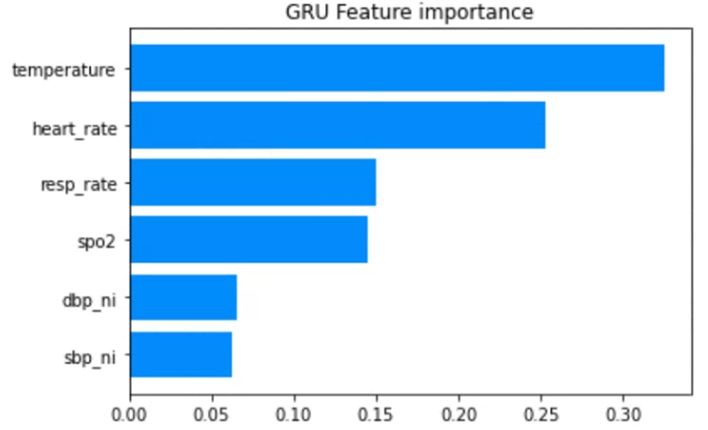 GRU Feature importance
temperature
heart_rate
resp_rate
spo2
dbp_ni
sbp_ni
0.00 0.05 0.10 0.15 0.20 0.25 0.30